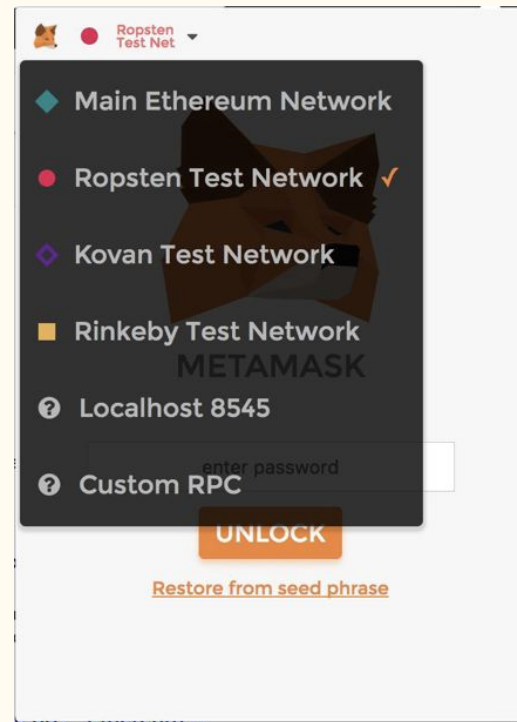 Ropsten
Test Net
Main Ethereum Network
Ropsten Test Network
Kovan Test Network
Rinkeby Test Network
METAMASK
Localhost 8545
enter password
Custom RPC
UNLOCK
Restore from seed phrase